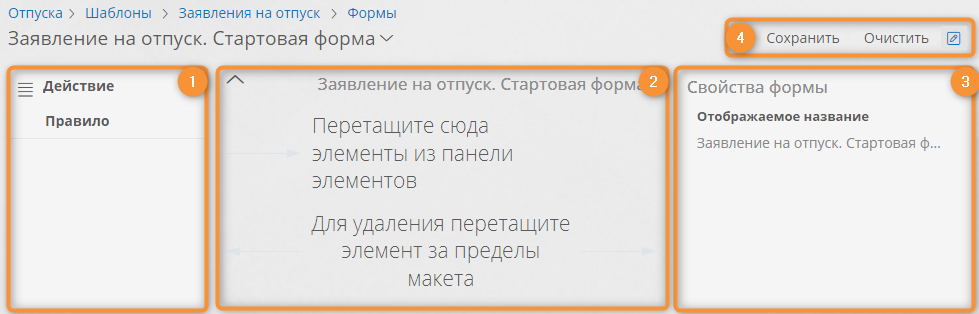 Отпуска > Шаблоны > Заявления на отпуск > Формы
Заявление на отпуск. Стартовая форма
4 Сохранить Очистить
1
Действие
Правило
2
Заявление на отпуск. Стартовая форма
Перетащите сюда
элементы из панели
элементов
Для удаления перетащите
элемент за пределы
макета
3
Свойства формы
Отображаемое название
Заявление на отпуск. Стартовая ф...